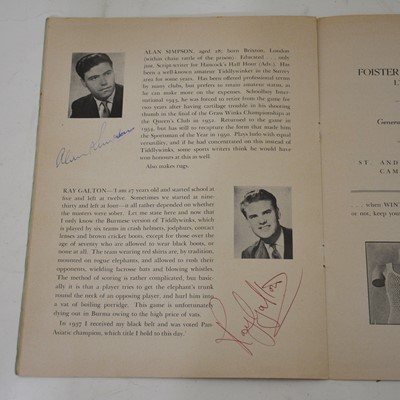 ALAN SIMPSON, aged 28, born Brixton, London
(within chain rattle of the prison). Educated . . . only
just. Script-writer for Hancock's Half Hour (Adv.). Has
been a well-known amateur Tiddlywinker in the Surrey
area for some time. Has been offered professional terms
by many clubs, but prefers to retain amateur status, so
he can make more on the expenses. Schoolboy Inter-
national 1943, he was forced to retire from the game for
two years after having cartilage trouble in his shooting
thumb in the final of the Grass-Winks Championships at
the Queen's Club in 1952. Returned to the game in
1954, but has still to recapture the form that made him
the Sportsman of the Year in 1950. Plays ludo with equal
versatility, and if he had concentrated on this instead of
Tiddlywinks, some sports writers think he would have
won honours at this as well.
Also makes rugs.
Alan Simpson
RAY GALTON—I am 27 years old and started school at
five and left at twelve. Sometimes we started at nine-
thirty and left at four—it all rather depended on whether
the masters were sober. Let me state here and now that
I only know the Burmese version of Tiddlywinks, which
is played by six teams in crash helmets, joulphurs, contact
lenses and brown cricket boots, except for those over the
age of seventy who are allowed to wear black boots, or
none at all. The team wearing red shirts are, by tradition,
mounted on rogue elephants, and allowed to rush their
opponents, wielding lacrosse bats and blowing whistles.
The method of scoring is rather complicated, but basic-
ally it is that a player tries to get the elephant's trunk
round the neck of an opposing player, and hurl him into
a vat of boiling porridge. This game is unfortunately
dying out in Burma owing to the high price of vats.
In 1937 I received my black belt and was voted Pan-
Asiatic champion, which title I hold to this day.'
Ray Galton
FOISTER
L
General
ST. AND
CAM
. . . when WINT
or not, keep your